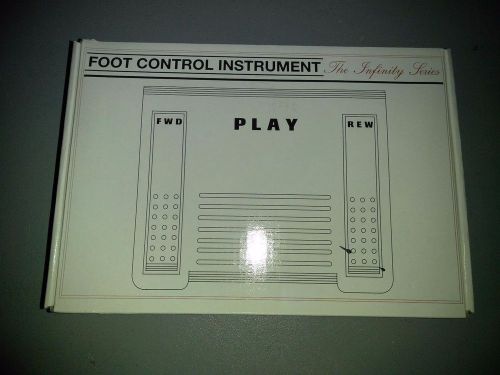 FOOT CONTROL INSTRUMENT The Infinity Series
FWD PLAY REW